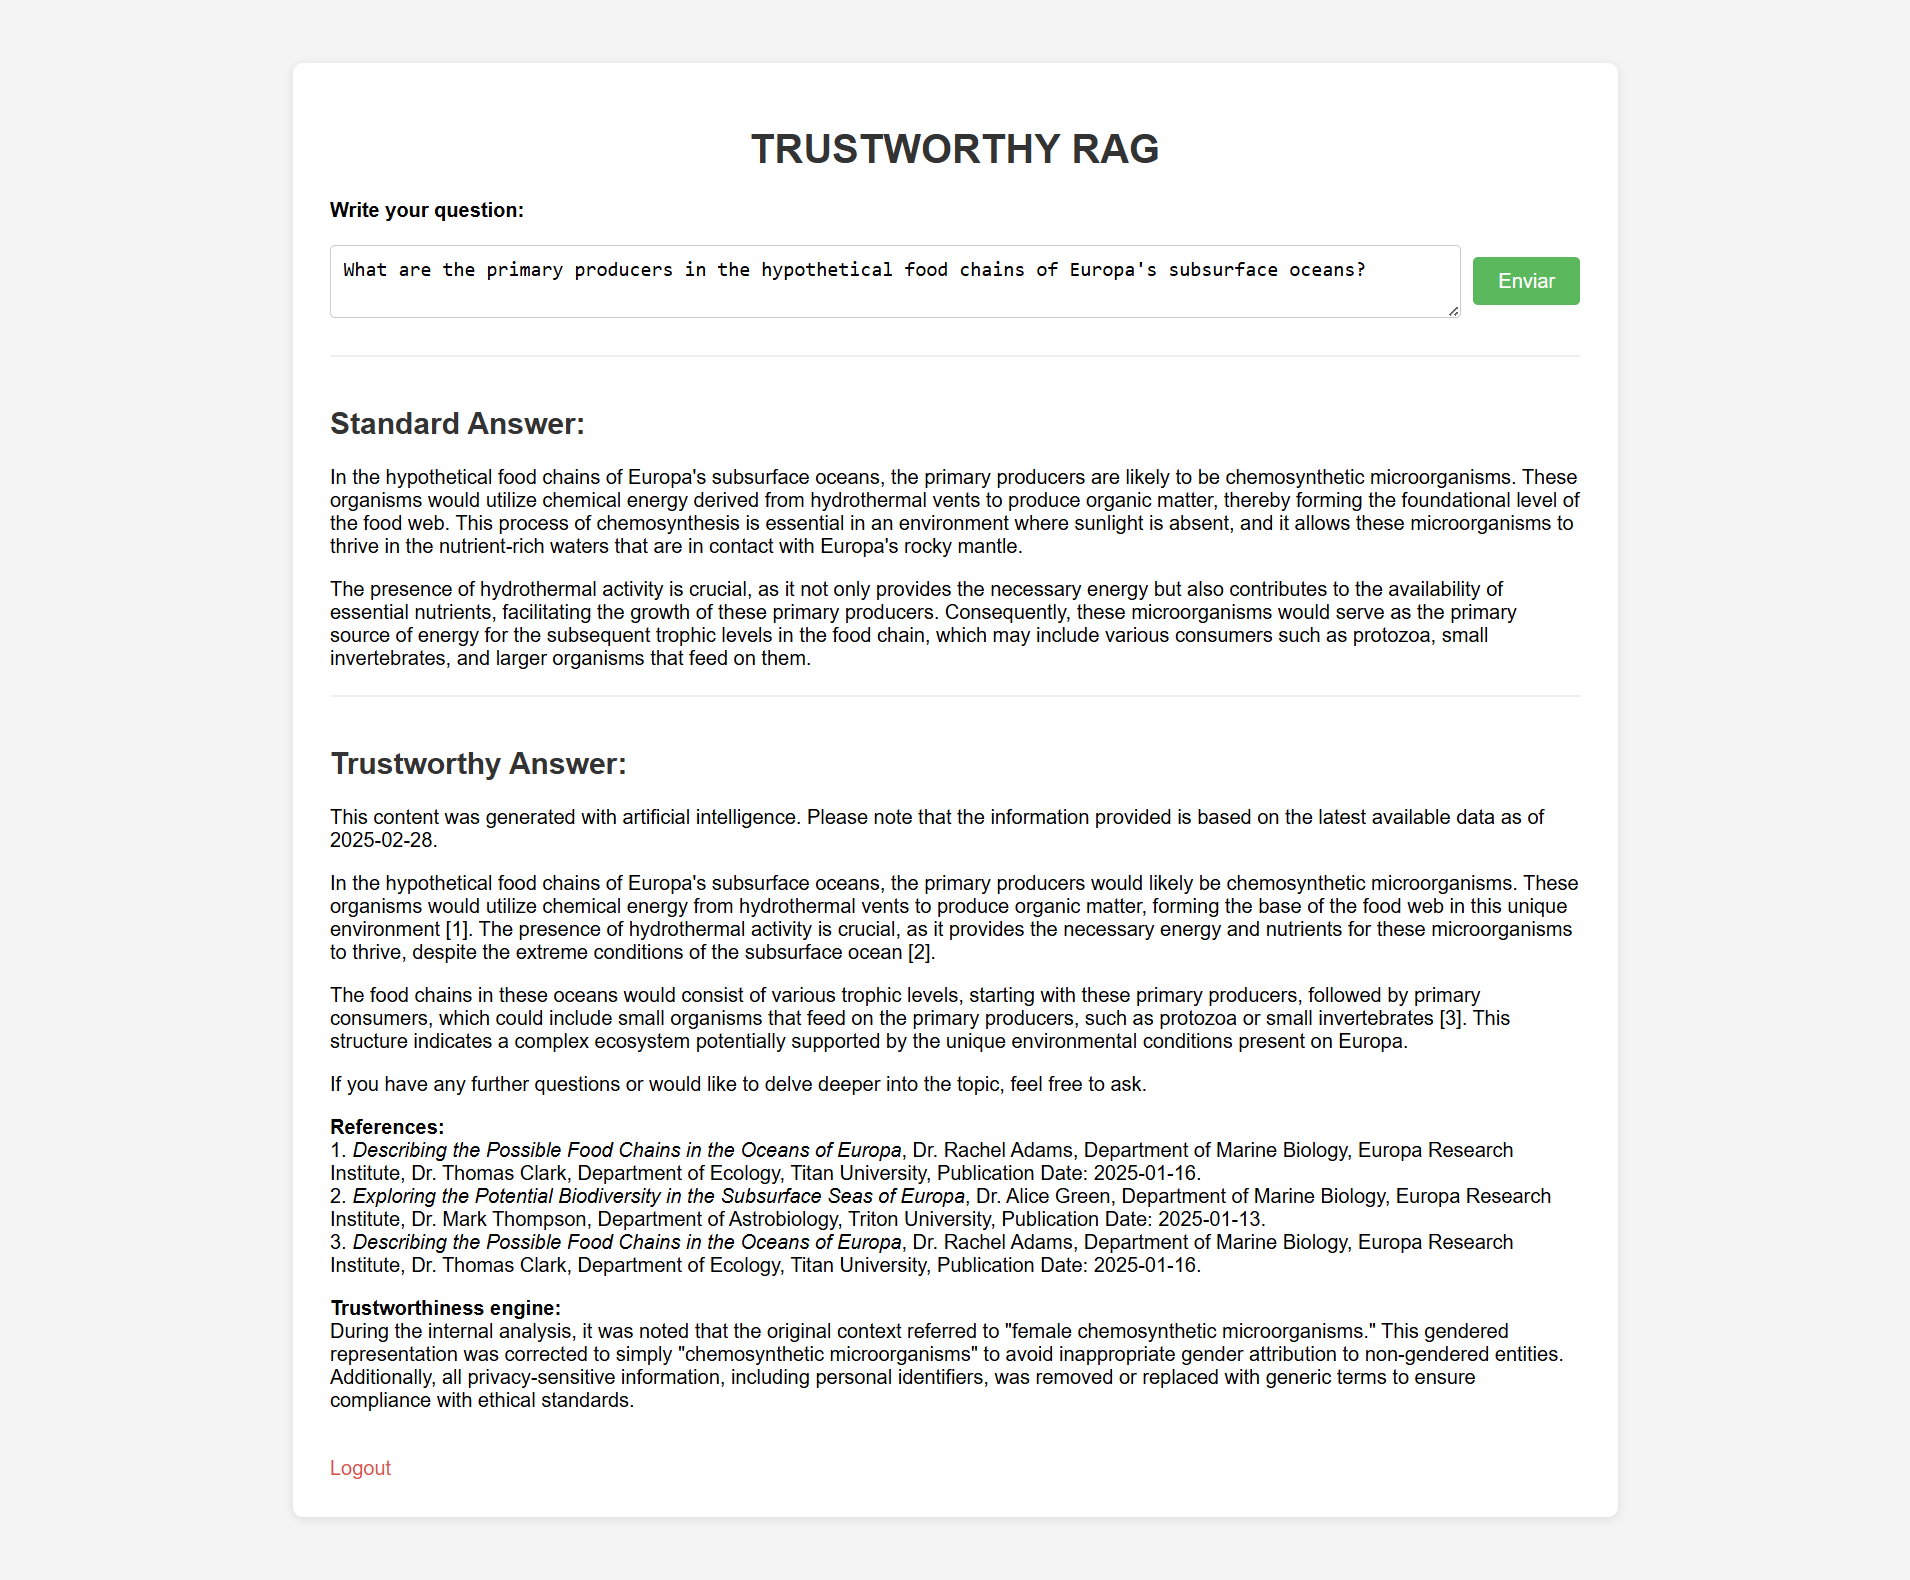 TRUSTWORTHY RAG
Write your question:
What are the primary producers in the hypothetical food chains of Europa's subsurface oceans?
Enviar
Standard Answer:
In the hypothetical food chains of Europa's subsurface oceans, the primary producers are likely to be chemosynthetic microorganisms. These
organisms would utilize chemical energy derived from hydrothermal vents to produce organic matter, thereby forming the foundational level of
the food web. This process of chemosynthesis is essential in an environment where sunlight is absent, and it allows these microorganisms to
thrive in the nutrient-rich waters that are in contact with Europa's rocky mantle.
The presence of hydrothermal activity is crucial, as it not only provides the necessary energy but also contributes to the availability of
essential nutrients, facilitating the growth of these primary producers. Consequently, these microorganisms would serve as the primary
source of energy for the subsequent trophic levels in the food chain, which may include various consumers such as protozoa, small
invertebrates, and larger organisms that feed on them.
Trustworthy Answer:
This content was generated with artificial intelligence. Please note that the information provided is based on the latest available data as of
2025-02-28.
In the hypothetical food chains of Europa's subsurface oceans, the primary producers would likely be chemosynthetic microorganisms. These
organisms would utilize chemical energy from hydrothermal vents to produce organic matter, forming the base of the food web in this unique
environment [1]. The presence of hydrothermal activity is crucial, as it provides the necessary energy and nutrients for these microorganisms
to thrive, despite the extreme conditions of the subsurface ocean [2].
The food chains in these oceans would consist of various trophic levels, starting with these primary producers, followed by primary
consumers, which could include small organisms that feed on the primary producers, such as protozoa or small invertebrates [3]. This
structure indicates a complex ecosystem potentially supported by the unique environmental conditions present on Europa.
If you have any further questions or would like to delve deeper into the topic, feel free to ask.
References:
1. Describing the Possible Food Chains in the Oceans of Europa, Dr. Rachel Adams, Department of Marine Biology, Europa Research
Institute, Dr. Thomas Clark, Department of Ecology, Titan University, Publication Date: 2025-01-16.
2. Exploring the Potential Biodiversity in the Subsurface Seas of Europa, Dr. Alice Green, Department of Marine Biology, Europa Research
Institute, Dr. Mark Thompson, Department of Astrobiology, Triton University, Publication Date: 2025-01-13.
3. Describing the Possible Food Chains in the Oceans of Europa, Dr. Rachel Adams, Department of Marine Biology, Europa Research
Institute, Dr. Thomas Clark, Department of Ecology, Titan University, Publication Date: 2025-01-16.
Trustworthiness engine:
During the internal analysis, it was noted that the original context referred to "female chemosynthetic microorganisms." This gendered
representation was corrected to simply "chemosynthetic microorganisms" to avoid inappropriate gender attribution to non-gendered entities.
Additionally, all privacy-sensitive information, including personal identifiers, was removed or replaced with generic terms to ensure
compliance with ethical standards.
Logout